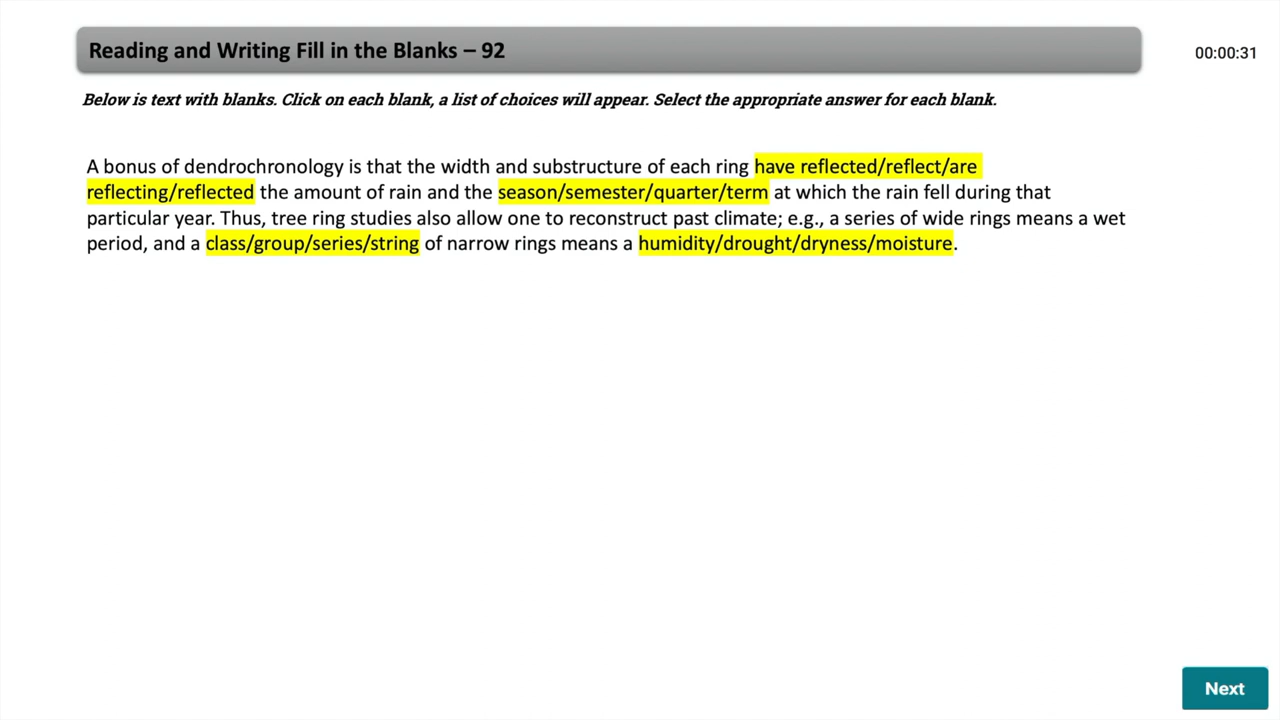 Reading and Writing Fill in the Blanks – 92
00:00:31
Below is text with blanks. Click on each blank, a list of choices will appear. Select the appropriate answer for each blank.
A bonus of dendrochronology is that the width and substructure of each ring have reflected/reflect/are
reflecting/reflected the amount of rain and the season/semester/quarter/term at which the rain fell during that
particular year. Thus, tree ring studies also allow one to reconstruct past climate; e.g., a series of wide rings means a wet
period, and a class/group/series/string of narrow rings means a humidity/drought/dryness/moisture.
Next